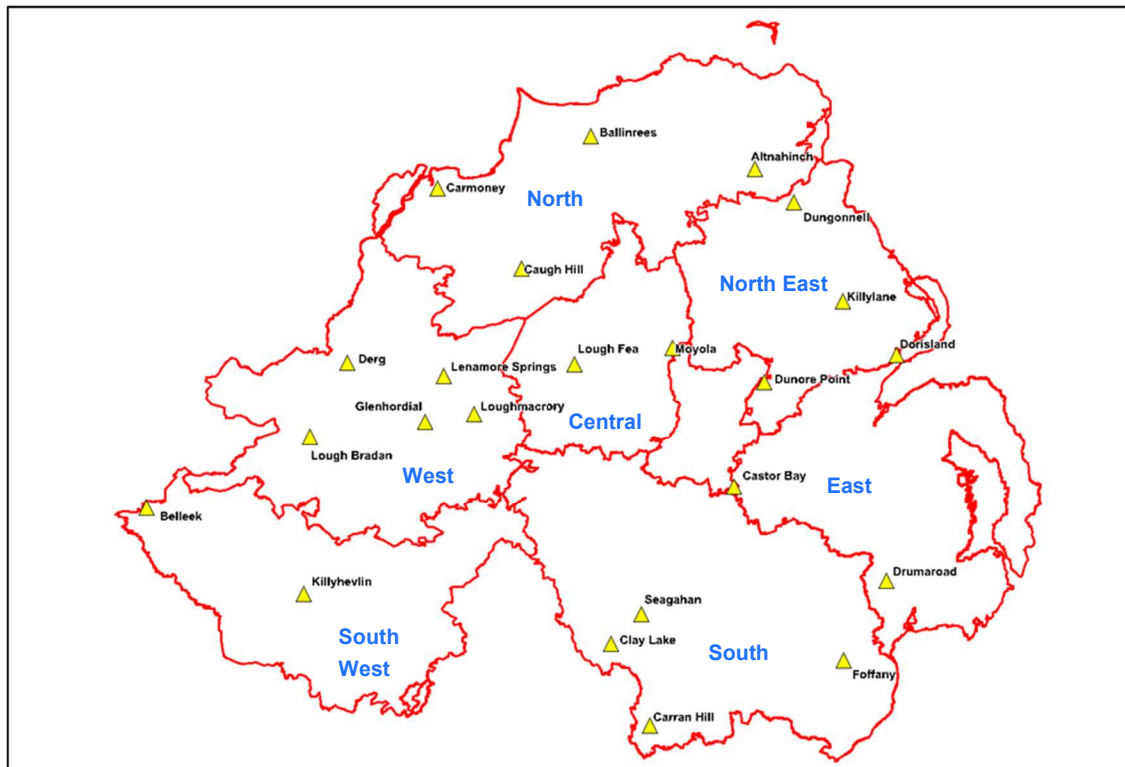 Ballinrees
Altnahinch
Carmoney
North
Dungonnell
Caugh Hill
North East
Killylane
Lough Fea
Moyola
Dorisland
Derg
Lenamore Springs
Dunore Point
Glenhordial
Loughmacrory
Central
Lough Bradan
West
Castor Bay
East
Belleek
Drumaroad
Killyhevlin
Seagahan
South
West
Clay Lake
South
Foffany
Carran Hill